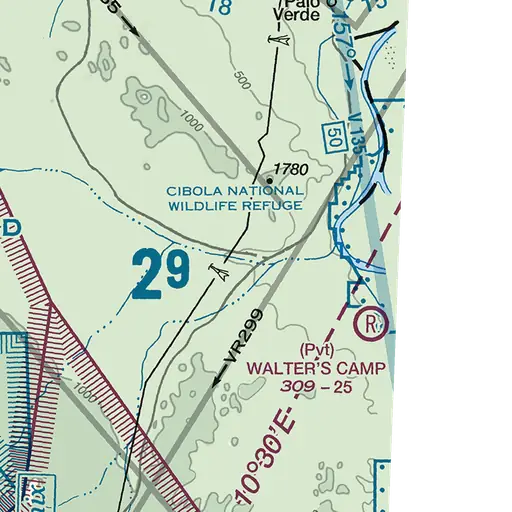 18
Palo
Verde
157°
500
V 135
50
1000
1780
CIBOLA NATIONAL
WILDLIFE REFUGE
D
29
VR299
R
(Pvt)
WALTER'S CAMP
309 – 25
1000
10°30'E